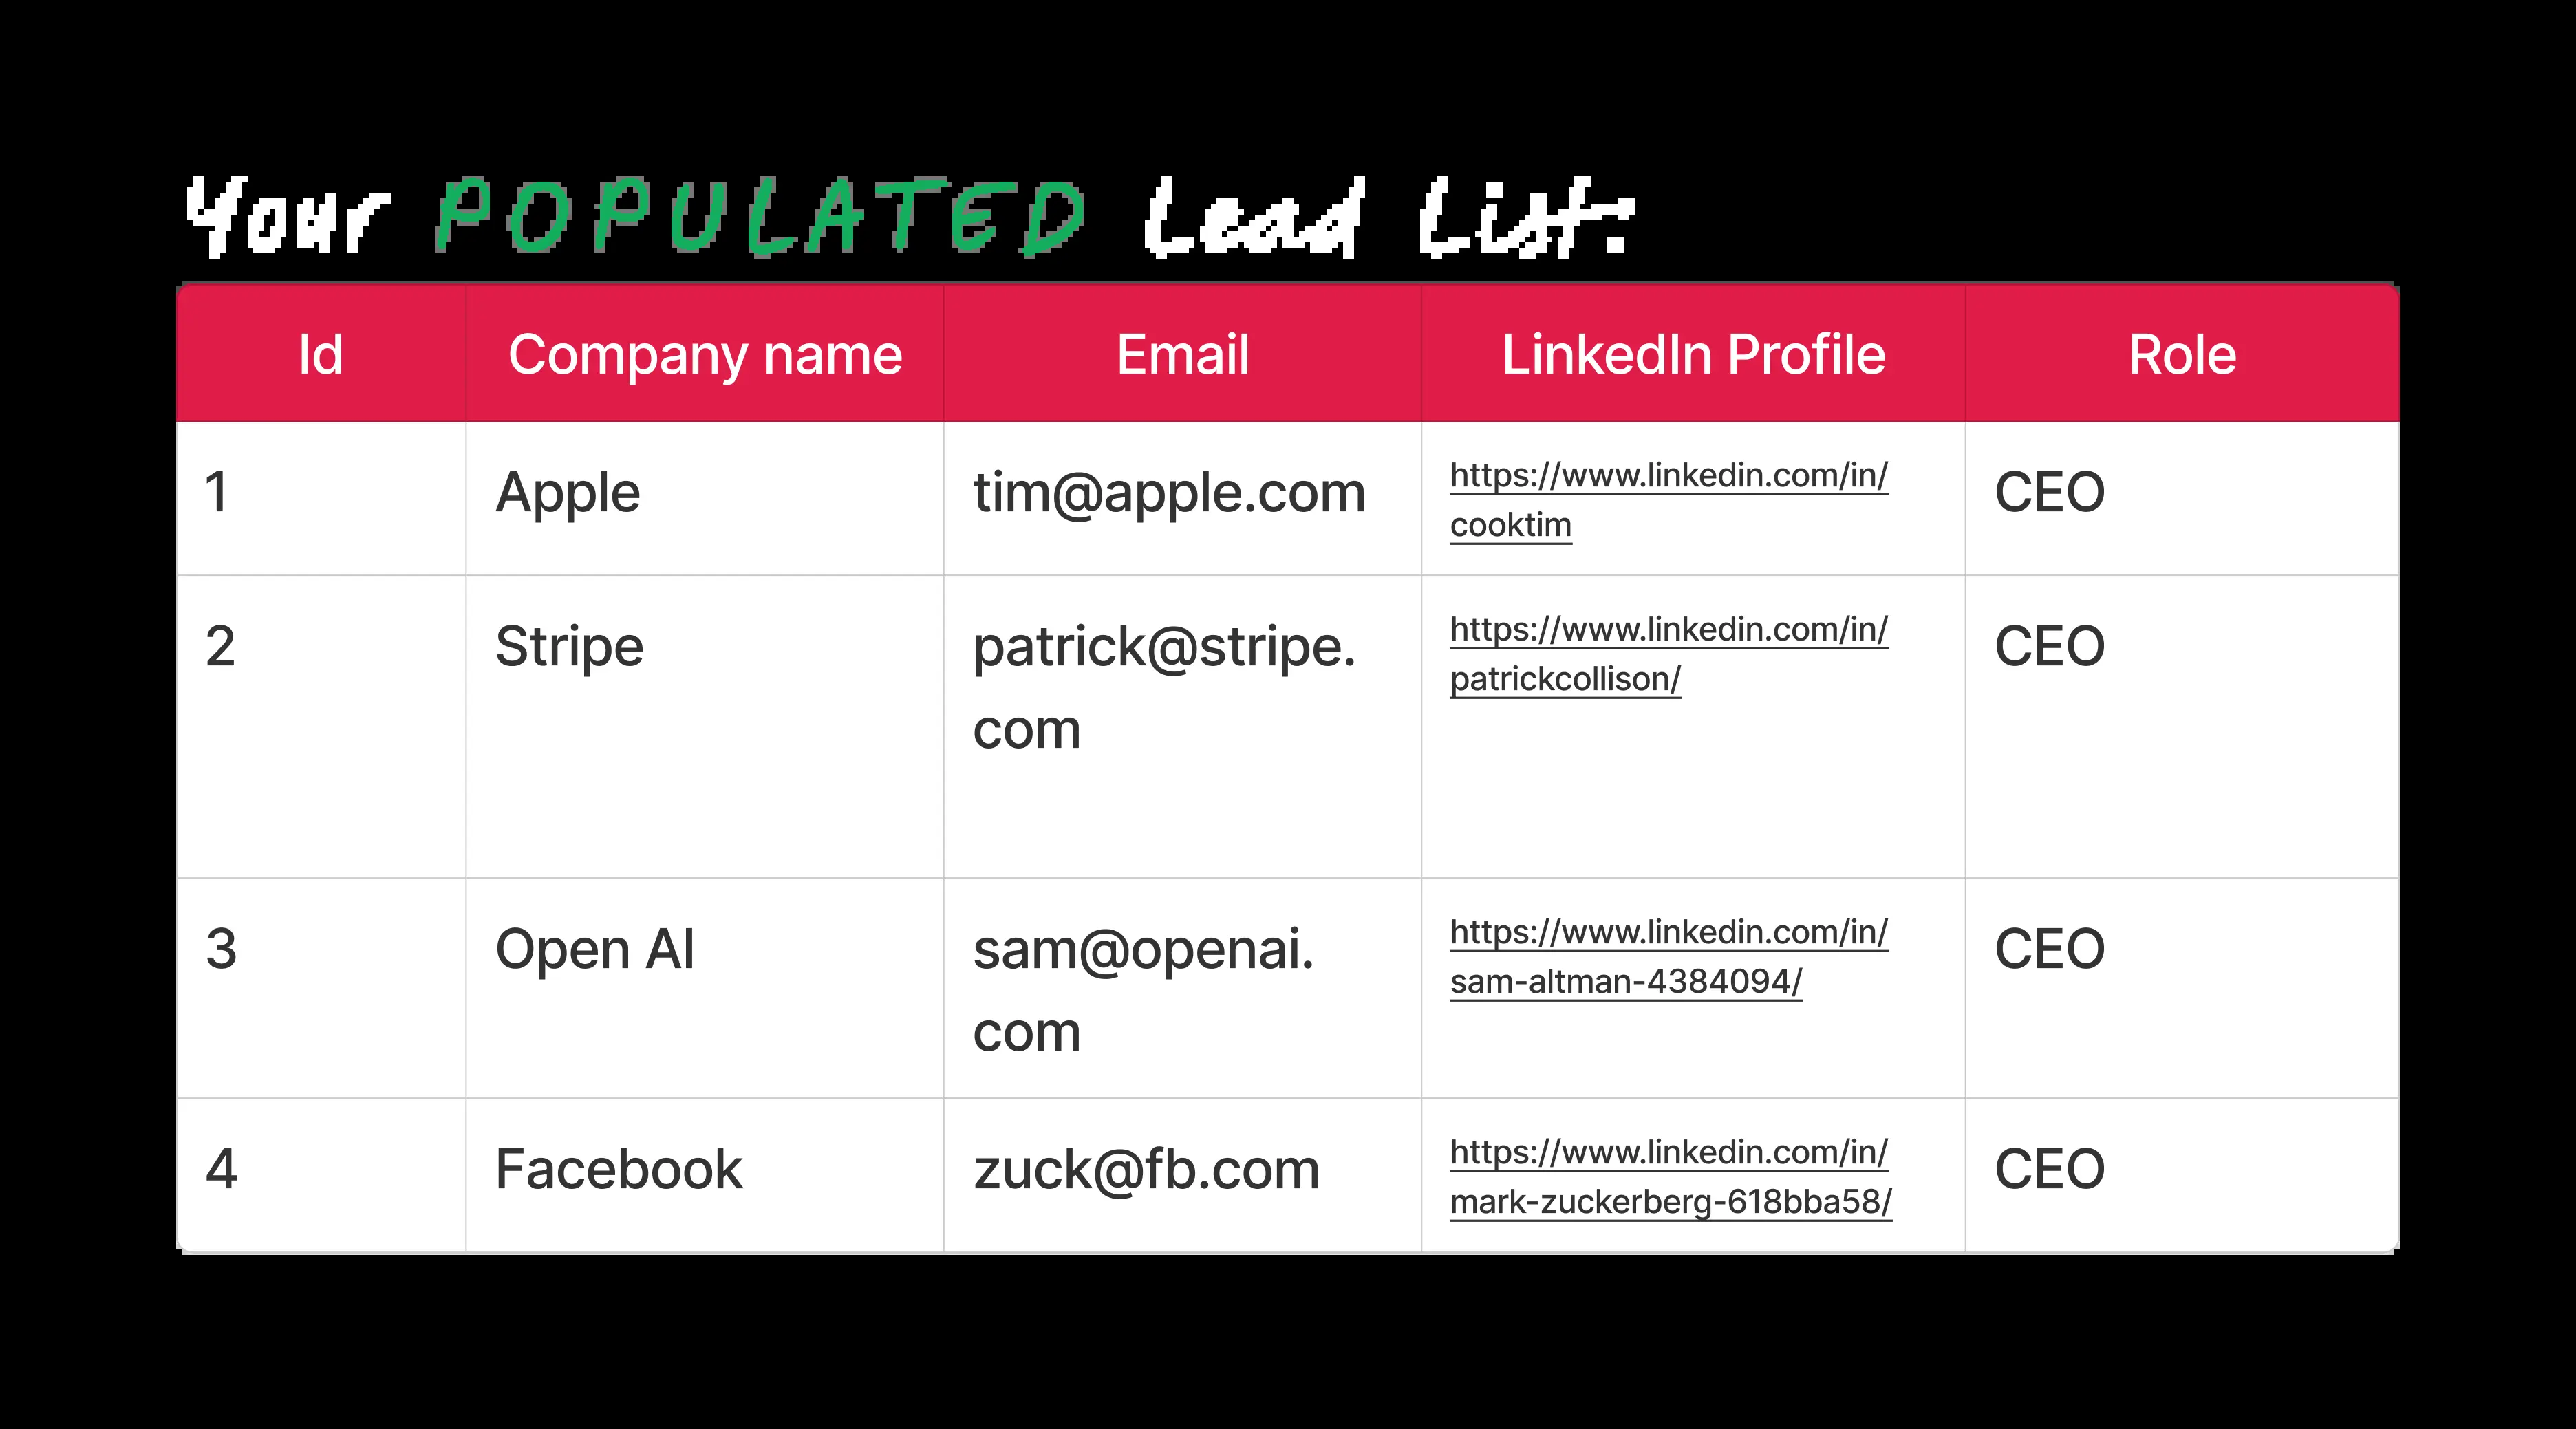 Your POPULATED Lead List:
Id Company name Email LinkedIn Profile Role
1 Apple tim@apple.com https://www.linkedin.com/in/ CEO
cooktim
2 Stripe patrick@stripe. https://www.linkedin.com/in/ CEO
com patrickcollison/
3 Open AI sam@openai. https://www.linkedin.com/in/ CEO
com sam-altman-4384094/
4 Facebook zuck@fb.com https://www.linkedin.com/in/ CEO
mark-zuckerberg-618bba58/